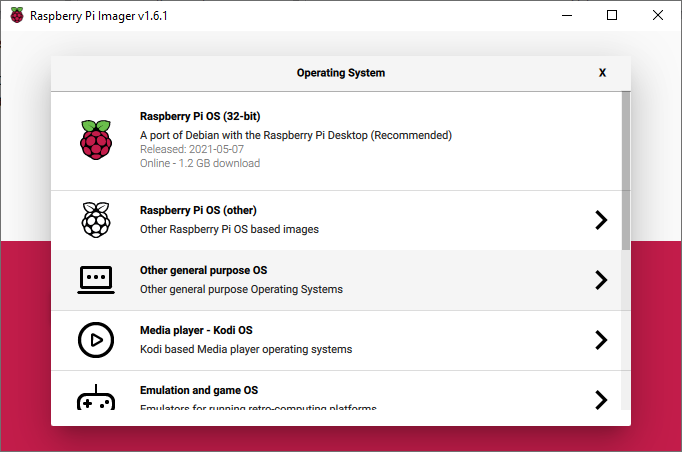 Raspberry Pi Imager v1.6.1
Operating System
X
Raspberry Pi OS (32-bit)
A port of Debian with the Raspberry Pi Desktop (Recommended)
Released: 2021-05-07
Online - 1.2 GB download
Raspberry Pi OS (other)
Other Raspberry Pi OS based images
Other general purpose OS
Other general purpose Operating Systems
Media player - Kodi OS
Kodi based Media player operating systems
Emulation and game OS
Emulators for running retro-computing platforms